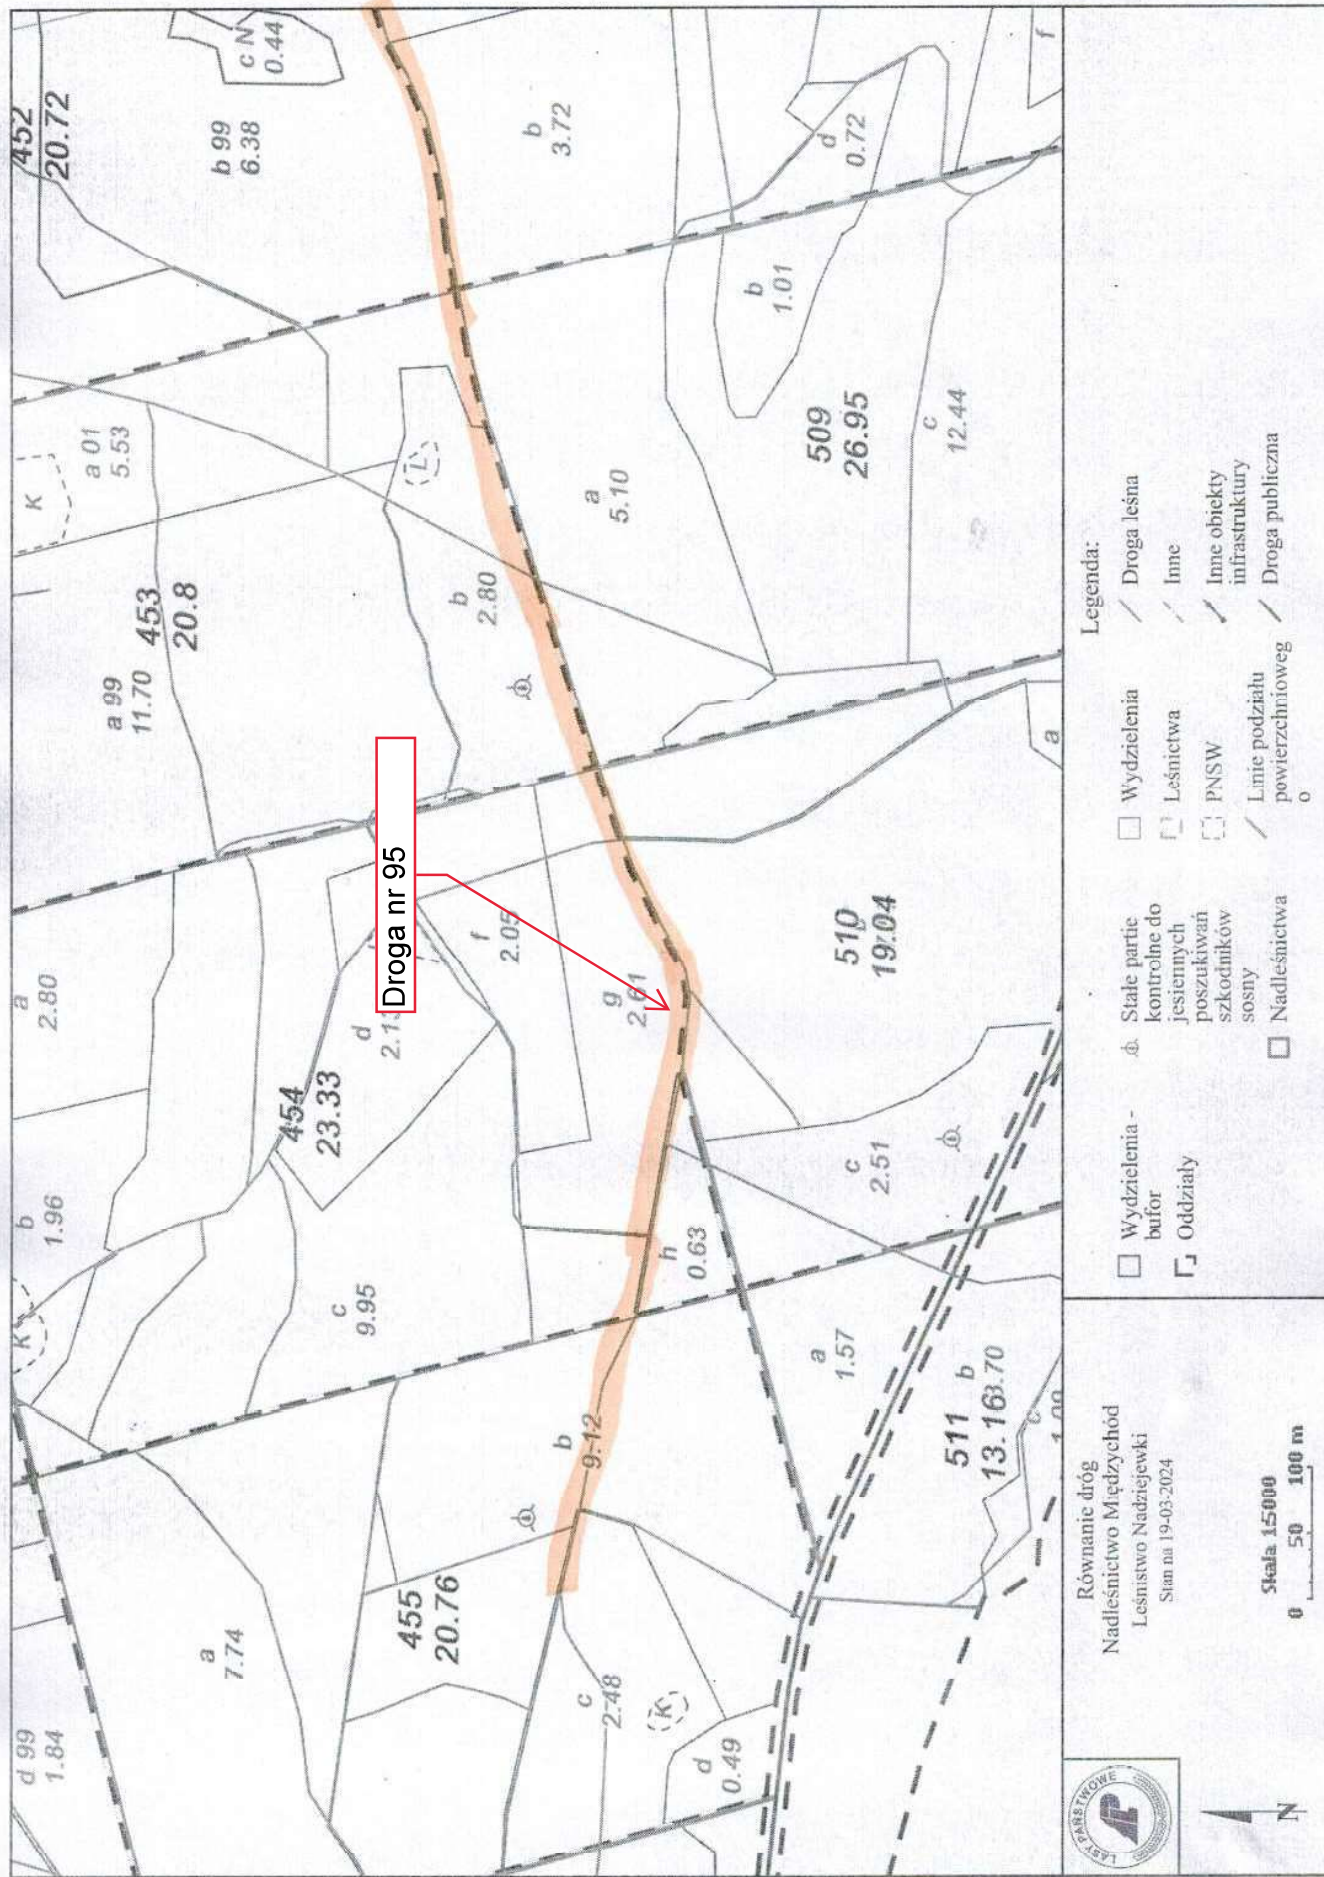 d 99
1.84
a
7.74
455
20.76
c
2.48
K
d
0.49
K
b
1.96
a
2.80
c
9.95
b
9.12
454
23.33
d
f
2.05
g
2.61
h
0.63
a
1.57
511
b
c
2.51
510
19.04
Droga nr 95
a 99
11.70
453
20.8
K
a 01
5.53
b
2.80
L
a
5.10
509
26.95
c
12.44
a
452
20.72
b 99
6.38
c N
0.44
b
3.72
b
1.01
d
0.72
f
LASY PAŃSTWOWE
N
Równanie dróg
Nadleśnictwo Międzychód
Leśnistwo Nadziejewki
Stan na 19-03-2024
Skala 1:5000
0 50 100 m
Legenda:
Wydzielenia -
bufor
Oddziały
Stałe partie
kontrolne do
jesiennych
poszukiwań
szkodników
sosny
Nadleśnictwa
Wydzielenia
Leśnictwa
PNSW
Linie podziału
powierzchnioweg
o
Droga leśna
Inne
Inne obiekty
infrastruktury
Droga publiczna